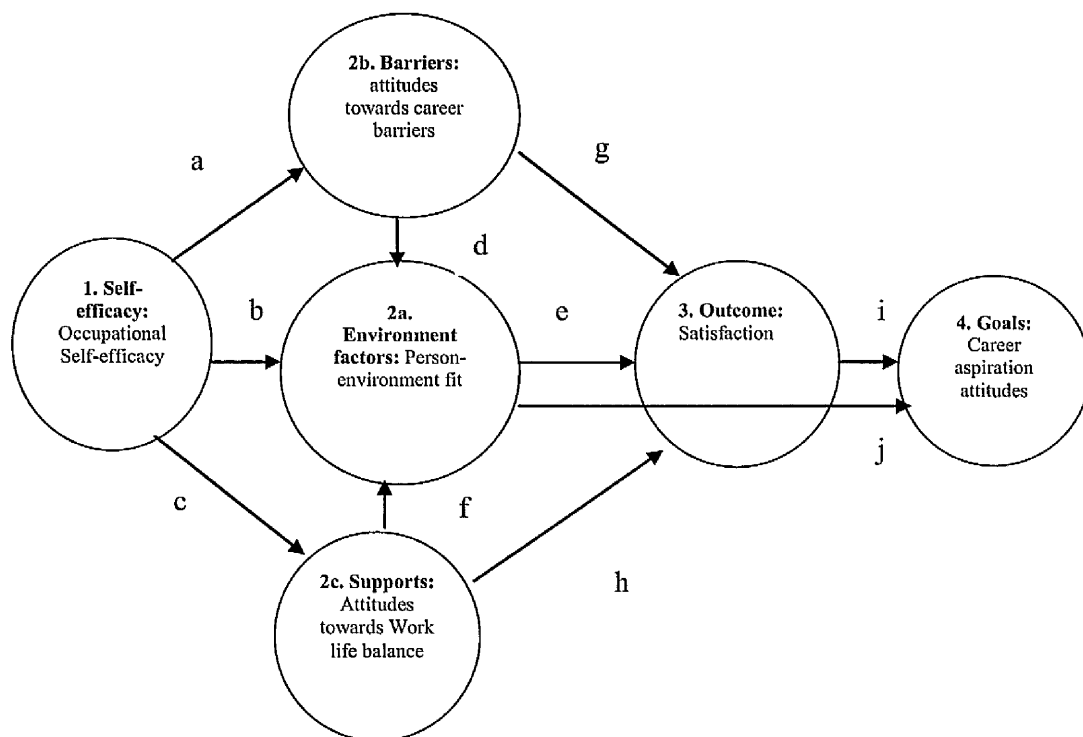 2b. Barriers:
attitudes
towards career
barriers
a
g
d
1. Self-
efficacy:
Occupational
Self-efficacy
b
2a.
Environment
factors: Person-
environment fit
e
3. Outcome:
Satisfaction
i
4. Goals:
Career
aspiration
attitudes
j
c
f
2c. Supports:
Attitudes
towards Work
life balance
h